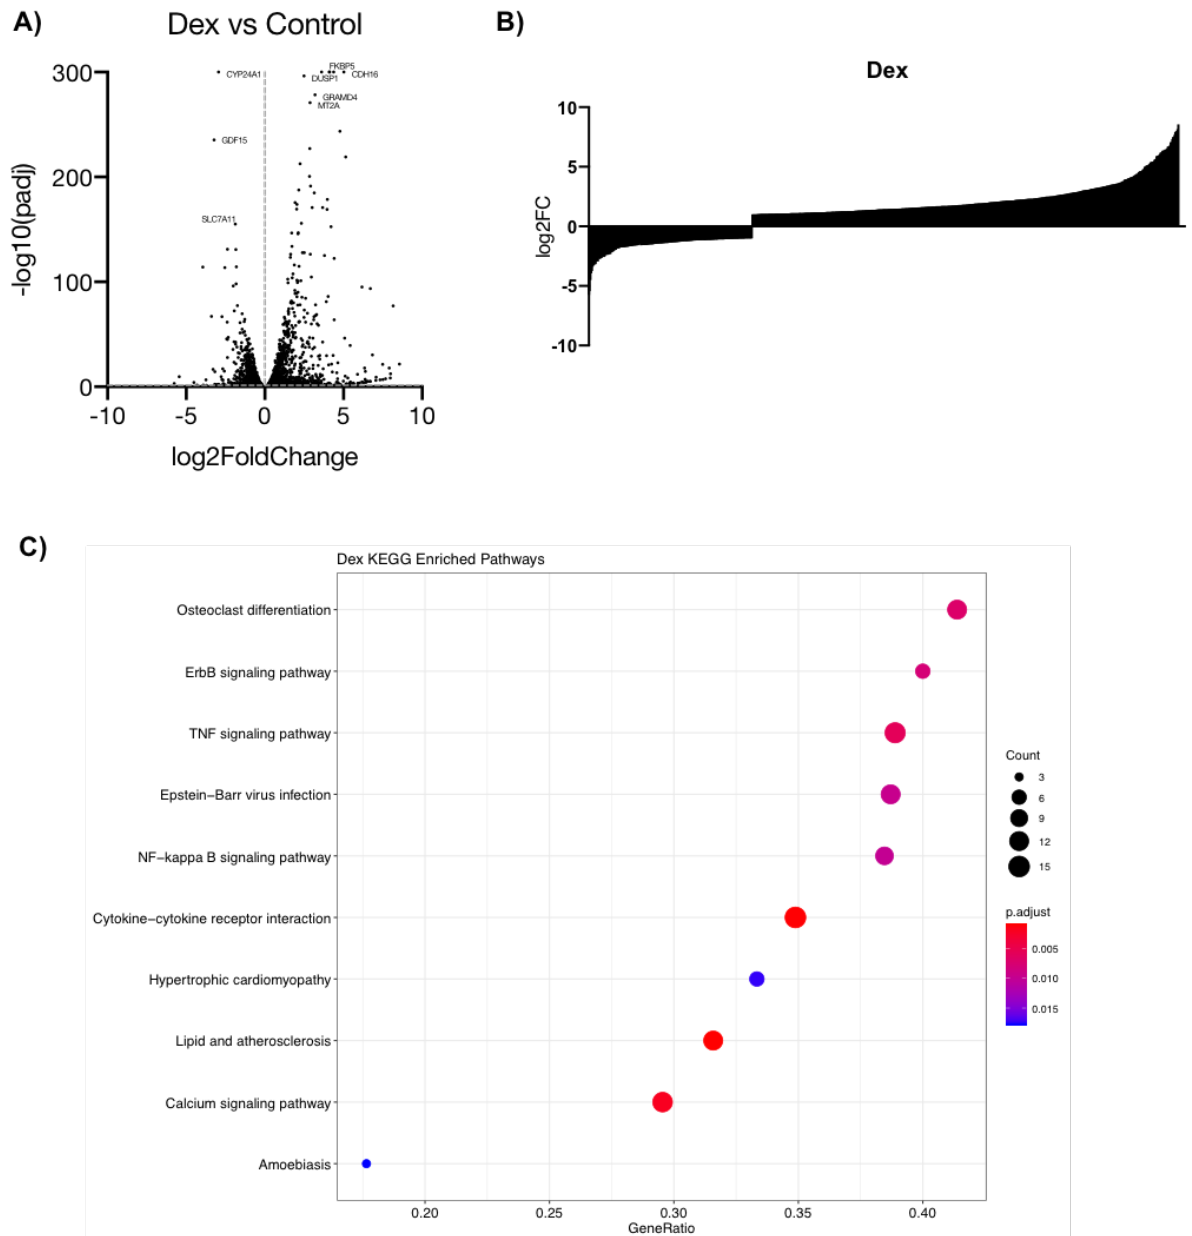 A)
Dex vs Control
300
200
100
0
-10
-5
0
5
10
-log10(padj)
log2FoldChange
CYP24A1
FKBP5
DUSP1
CDH16
GRAMD4
MT2A
GDF15
SLC7A11
B)
Dex
10
5
0
-5
-10
log2FC
C)
Dex KEGG Enriched Pathways
Osteoclast differentiation
ErbB signaling pathway
TNF signaling pathway
Epstein−Barr virus infection
NF−kappa B signaling pathway
Cytokine−cytokine receptor interaction
Hypertrophic cardiomyopathy
Lipid and atherosclerosis
Calcium signaling pathway
Amoebiasis
0.20
0.25
0.30
0.35
0.40
GeneRatio
Count
3
6
9
12
15
p.adjust
0.005
0.010
0.015